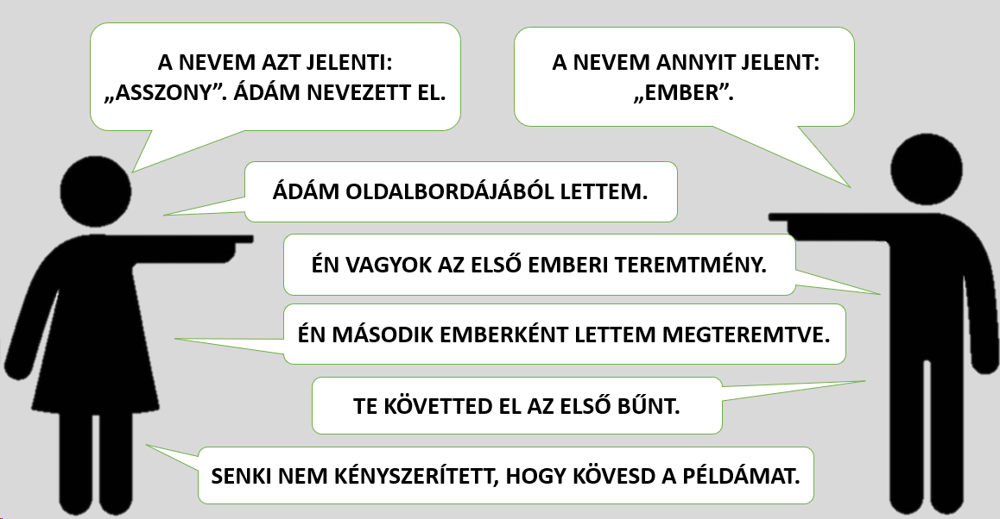 A NEVEM AZT JELENTI:
„ASSZONY”. ÁDÁM NEVEZETT EL.
A NEVEM ANNYIT JELENT:
„EMBER”.
ÁDÁM OLDALBORDÁJÁBÓL LETTEM.
ÉN VAGYOK AZ ELSŐ EMBERI TEREMTMÉNY.
ÉN MÁSODIK EMBERKÉNT LETTEM MEGTEREMTVE.
TE KÖVETTED EL AZ ELSŐ BŰNT.
SENKI NEM KÉNYSZERÍTETT, HOGY KÖVESD A PÉLDÁMAT.